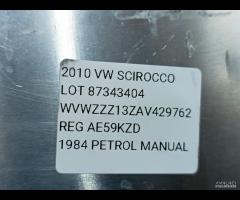 2010 VW SCIROCCO
LOT 87343404
WVWZZZ13ZAV429762
REG AE59KZD
1984 PETROL MANUAL